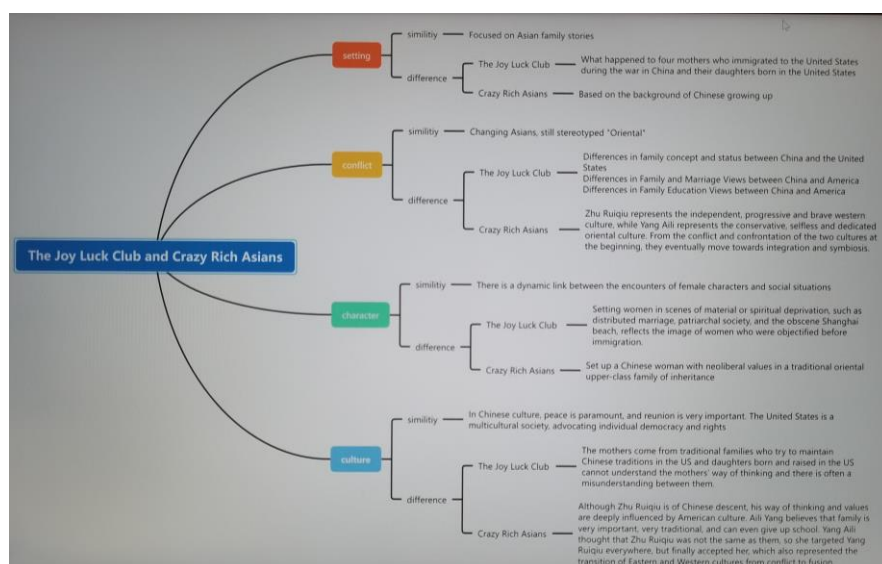 The Joy Luck Club and Crazy Rich Asians
setting
similitiy
Focused on Asian family stories
difference
The Joy Luck Club
What happened to four mothers who immigrated to the United States
during the war in China and their daughters born in the United States
Crazy Rich Asians
Based on the background of Chinese growing up
conflict
similitiy
Changing Asians, still stereotyped "Oriental"
difference
The Joy Luck Club
Differences in family concept and status between China and the United
States
Differences in Family and Marriage Views between China and America
Differences in Family Education Views between China and America
Crazy Rich Asians
Zhu Ruiqiu represents the independent, progressive and brave western
culture, while Yang Aili represents the conservative, selfless and dedicated
oriental culture. From the conflict and confrontation of the two cultures at
the beginning, they eventually move towards integration and symbiosis.
character
similitiy
There is a dynamic link between the encounters of female characters and social situations
difference
The Joy Luck Club
Setting women in scenes of material or spiritual deprivation, such as
distributed marriage, patriarchal society, and the obscene Shanghai
beach, reflects the image of women who were objectified before
immigration.
Crazy Rich Asians
Set up a Chinese woman with neoliberal values in a traditional oriental
upper-class family of inheritance
culture
similitiy
In Chinese culture, peace is paramount, and reunion is very important. The United States is a
multicultural society, advocating individual democracy and rights
difference
The Joy Luck Club
The mothers come from traditional families who try to maintain
Chinese traditions in the US and daughters born and raised in the US
cannot understand the mothers' way of thinking and there is often a
misunderstanding between them.
Crazy Rich Asians
Although Zhu Ruiqiu is of Chinese descent, his way of thinking and values
are deeply influenced by American culture. Aili Yang believes that family is
very important, very traditional, and can even give up school. Yang Aili
thought that Zhu Ruiqiu was not the same as them, so she targeted Yang
Ruiqiu everywhere, but finally accepted her, which also represented the
transition of Eastern and Western cultures from conflict to fusion